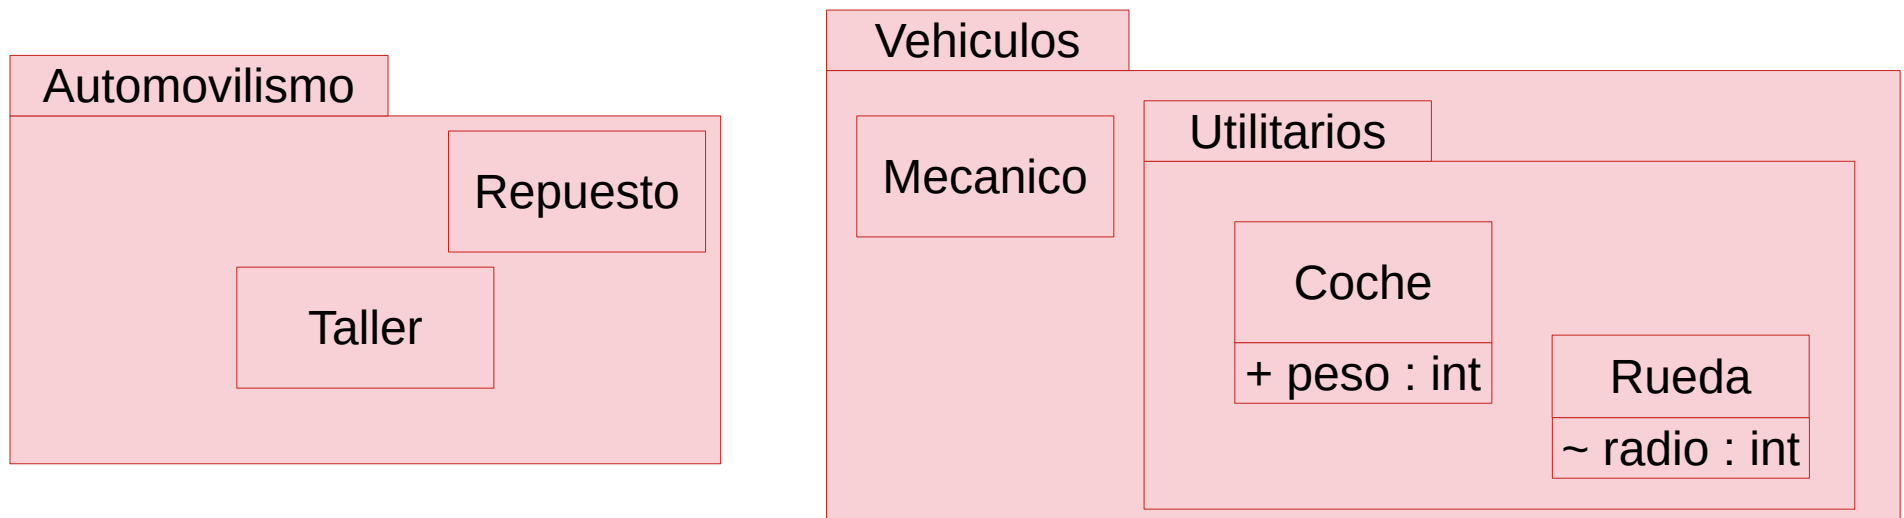 Automovilismo
Repuesto
Taller
Vehiculos
Mecanico
Utilitarios
Coche
+ peso : int
Rueda
~ radio : int